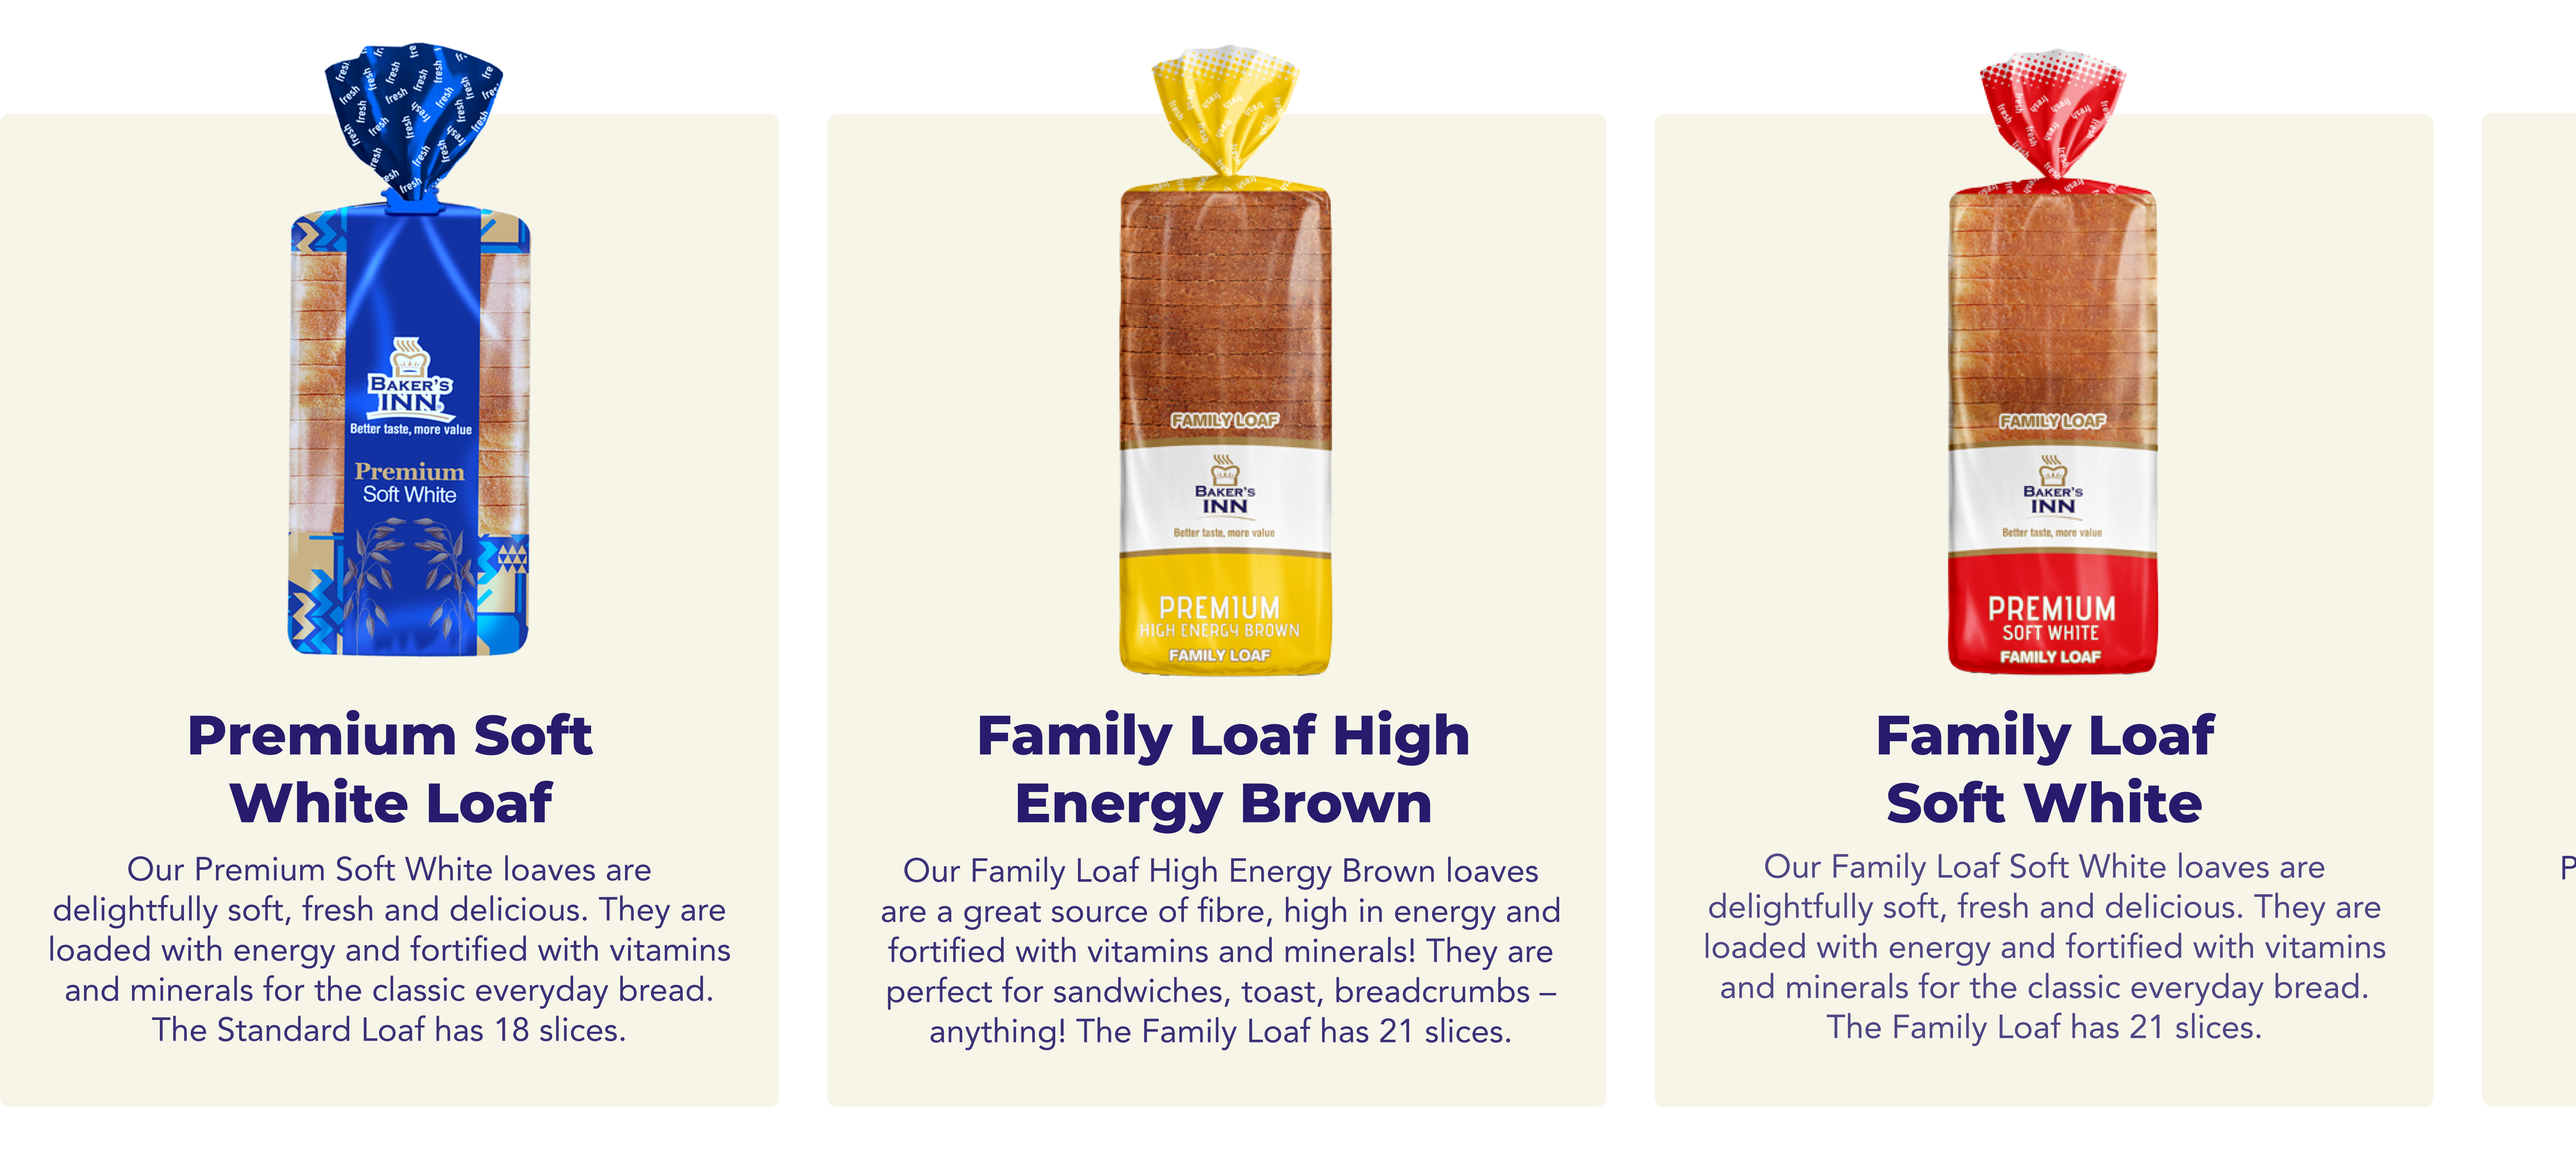 fresh
BAKER'S
INN
Better taste, more value
Premium
Soft White
Premium Soft
White Loaf
Our Premium Soft White loaves are
delightfully soft, fresh and delicious. They are
loaded with energy and fortified with vitamins
and minerals for the classic everyday bread.
The Standard Loaf has 18 slices.
fresh
FAMILY LOAF
BAKER'S
INN
Better taste, more value
PREMIUM
HIGH ENERGY BROWN
FAMILY LOAF
Family Loaf High
Energy Brown
Our Family Loaf High Energy Brown loaves
are a great source of fibre, high in energy and
fortified with vitamins and minerals! They are
perfect for sandwiches, toast, breadcrumbs –
anything! The Family Loaf has 21 slices.
fresh
FAMILY LOAF
BAKER'S
INN
Better taste, more value
PREMIUM
SOFT WHITE
FAMILY LOAF
Family Loaf
Soft White
Our Family Loaf Soft White loaves are
delightfully soft, fresh and delicious. They are
loaded with energy and fortified with vitamins
and minerals for the classic everyday bread.
The Family Loaf has 21 slices.